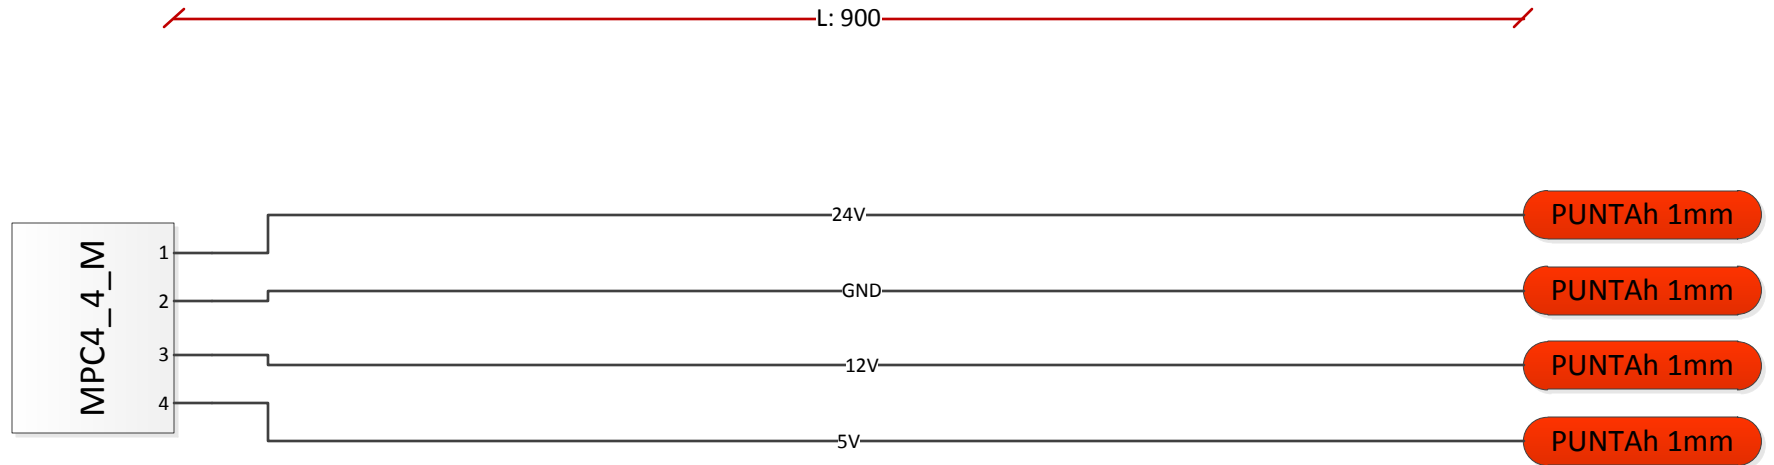 L: 900
MPC4_4_M
1
24V
PUNTAh 1mm
2
GND
PUNTAh 1mm
3
12V
PUNTAh 1mm
4
5V
PUNTAh 1mm